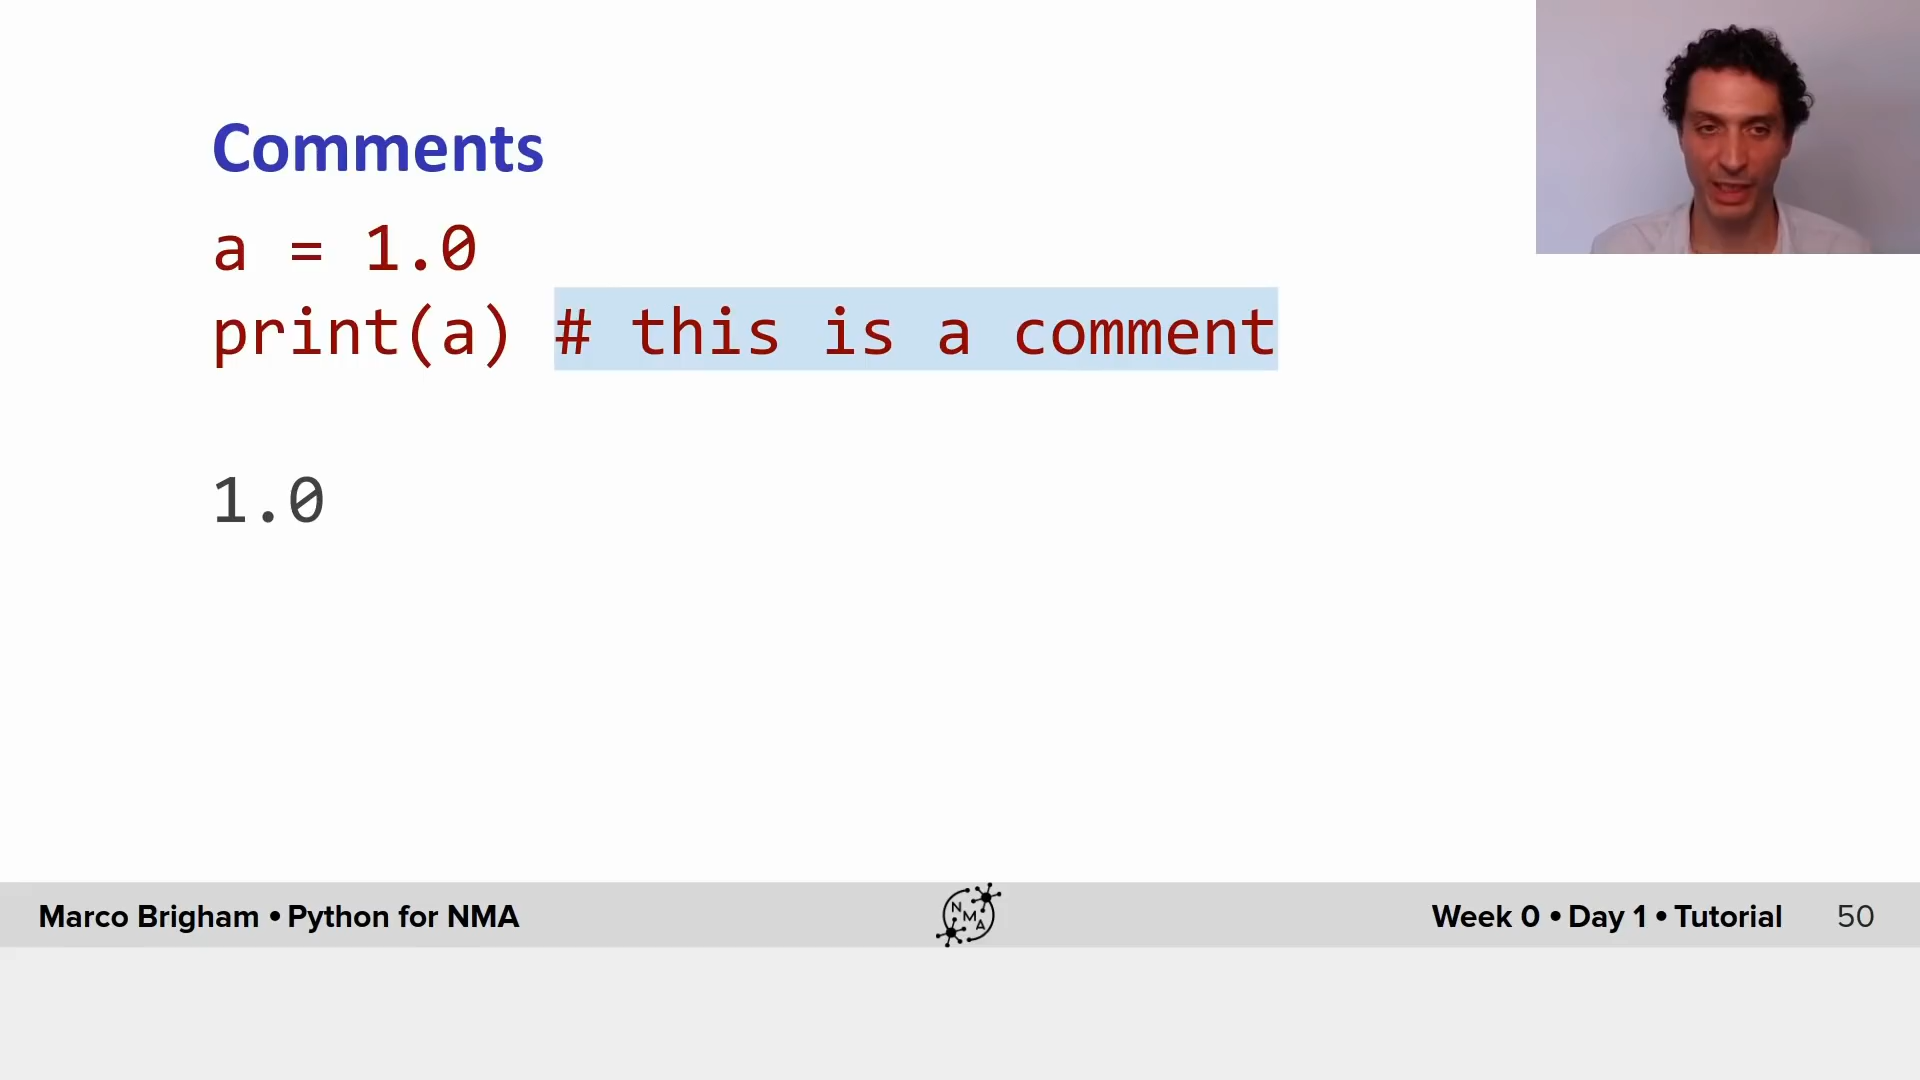 Comments
a = 1.0
print(a) # this is a comment
1.0
Marco Brigham • Python for NMA
NMA
Week 0 • Day 1 • Tutorial 50